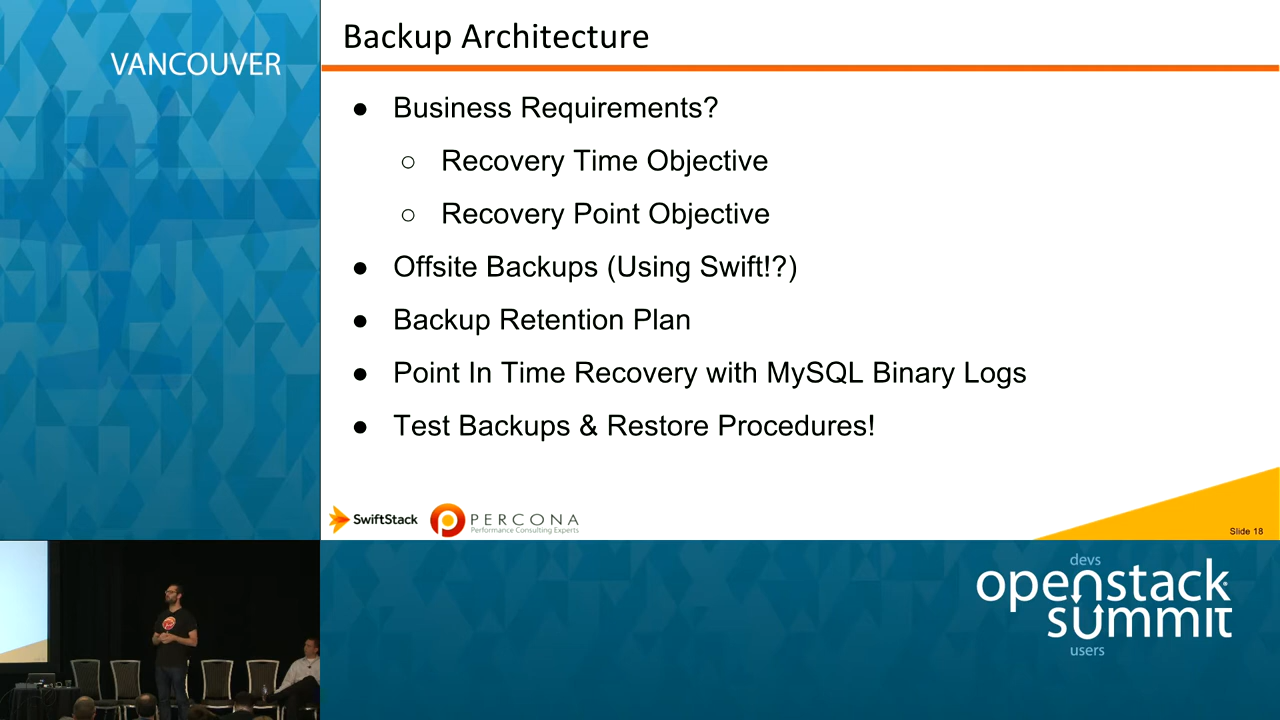 VANCOUVER
Backup Architecture
● Business Requirements?
○ Recovery Time Objective
○ Recovery Point Objective
● Offsite Backups (Using Swift!?)
● Backup Retention Plan
● Point In Time Recovery with MySQL Binary Logs
● Test Backups & Restore Procedures!
SwiftStack
PERCONA
Performance Consulting Experts
Slide 18
devs
openstack
summit
users